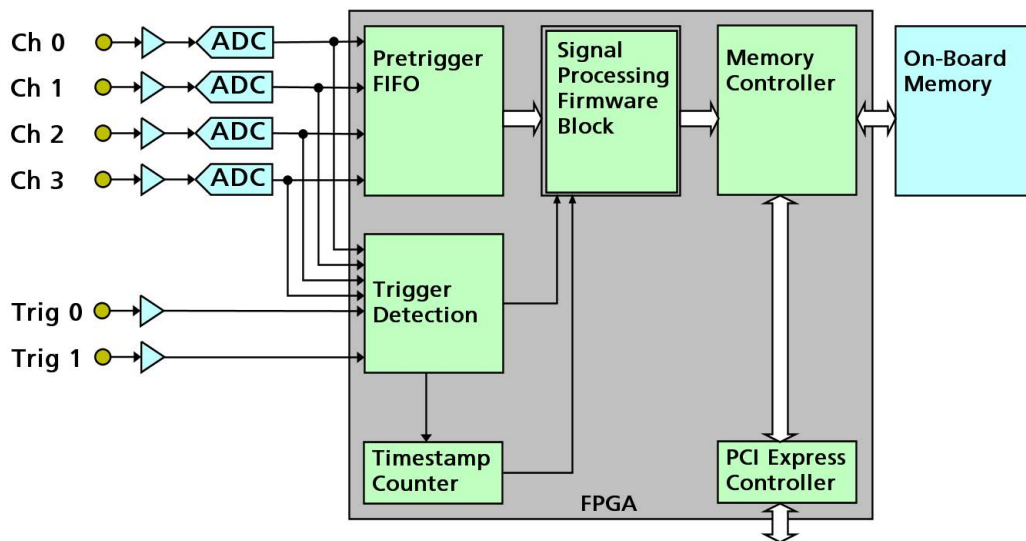 Ch 0
ADC
Ch 1
ADC
Ch 2
ADC
Ch 3
ADC
Pretrigger
FIFO
Signal
Processing
Firmware
Block
Memory
Controller
On-Board
Memory
Trig 0
Trig 1
Trigger
Detection
Timestamp
Counter
PCI Express
Controller
FPGA